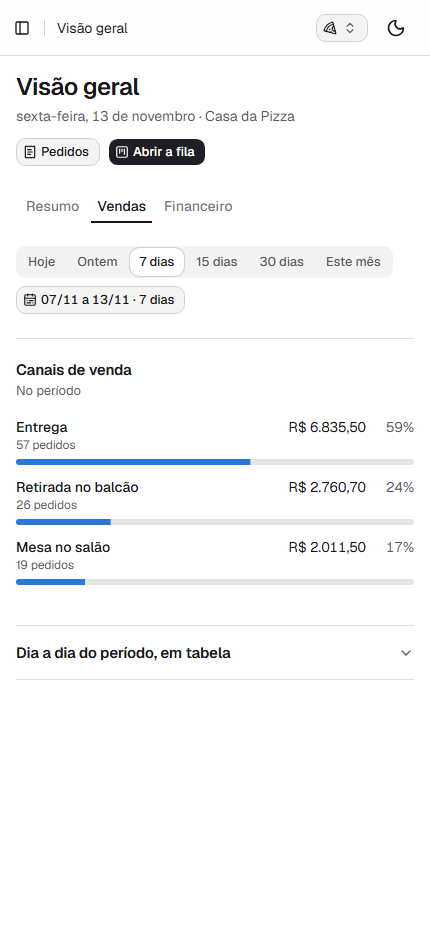 Visão geral
Visão geral
sexta-feira, 13 de novembro · Casa da Pizza
Pedidos
Abrir a fila
Resumo
Vendas
Financeiro
Hoje
Ontem
7 dias
15 dias
30 dias
Este mês
07/11 a 13/11 · 7 dias
Canais de venda
No período
Entrega R$ 6.835,50 59%
57 pedidos
Retirada no balcão R$ 2.760,70 24%
26 pedidos
Mesa no salão R$ 2.011,50 17%
19 pedidos
Dia a dia do período, em tabela